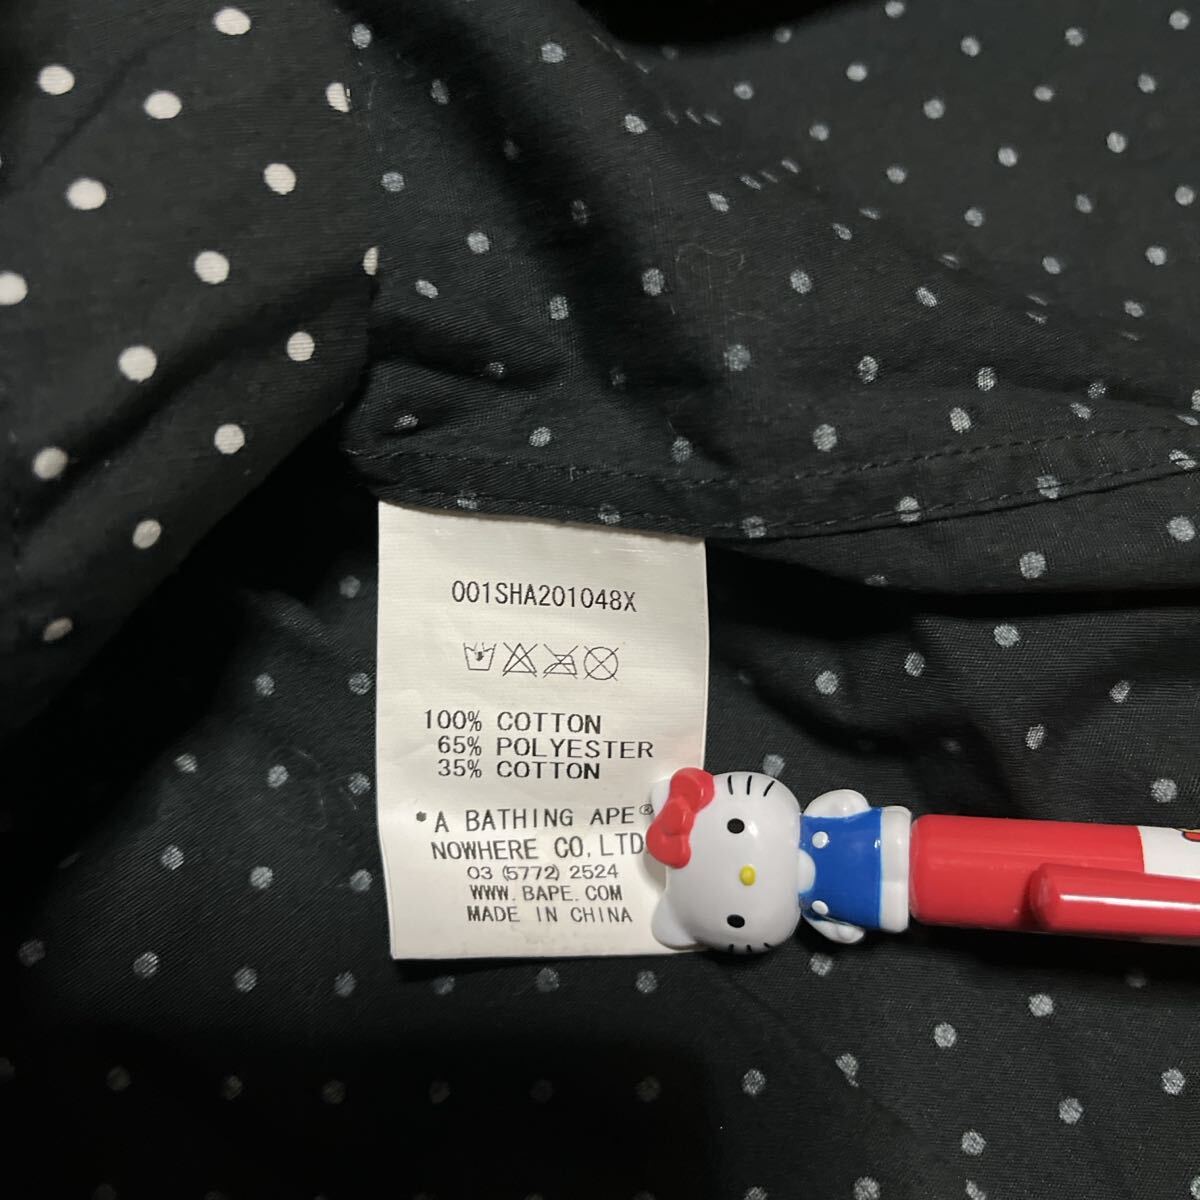 001SHA201048X
100% COTTON
65% POLYESTER
35% COTTON
*A BATHING APE®
NOWHERE CO, LTD
03 (5772) 2524
WWW. BAPE. COM
MADE IN CHINA